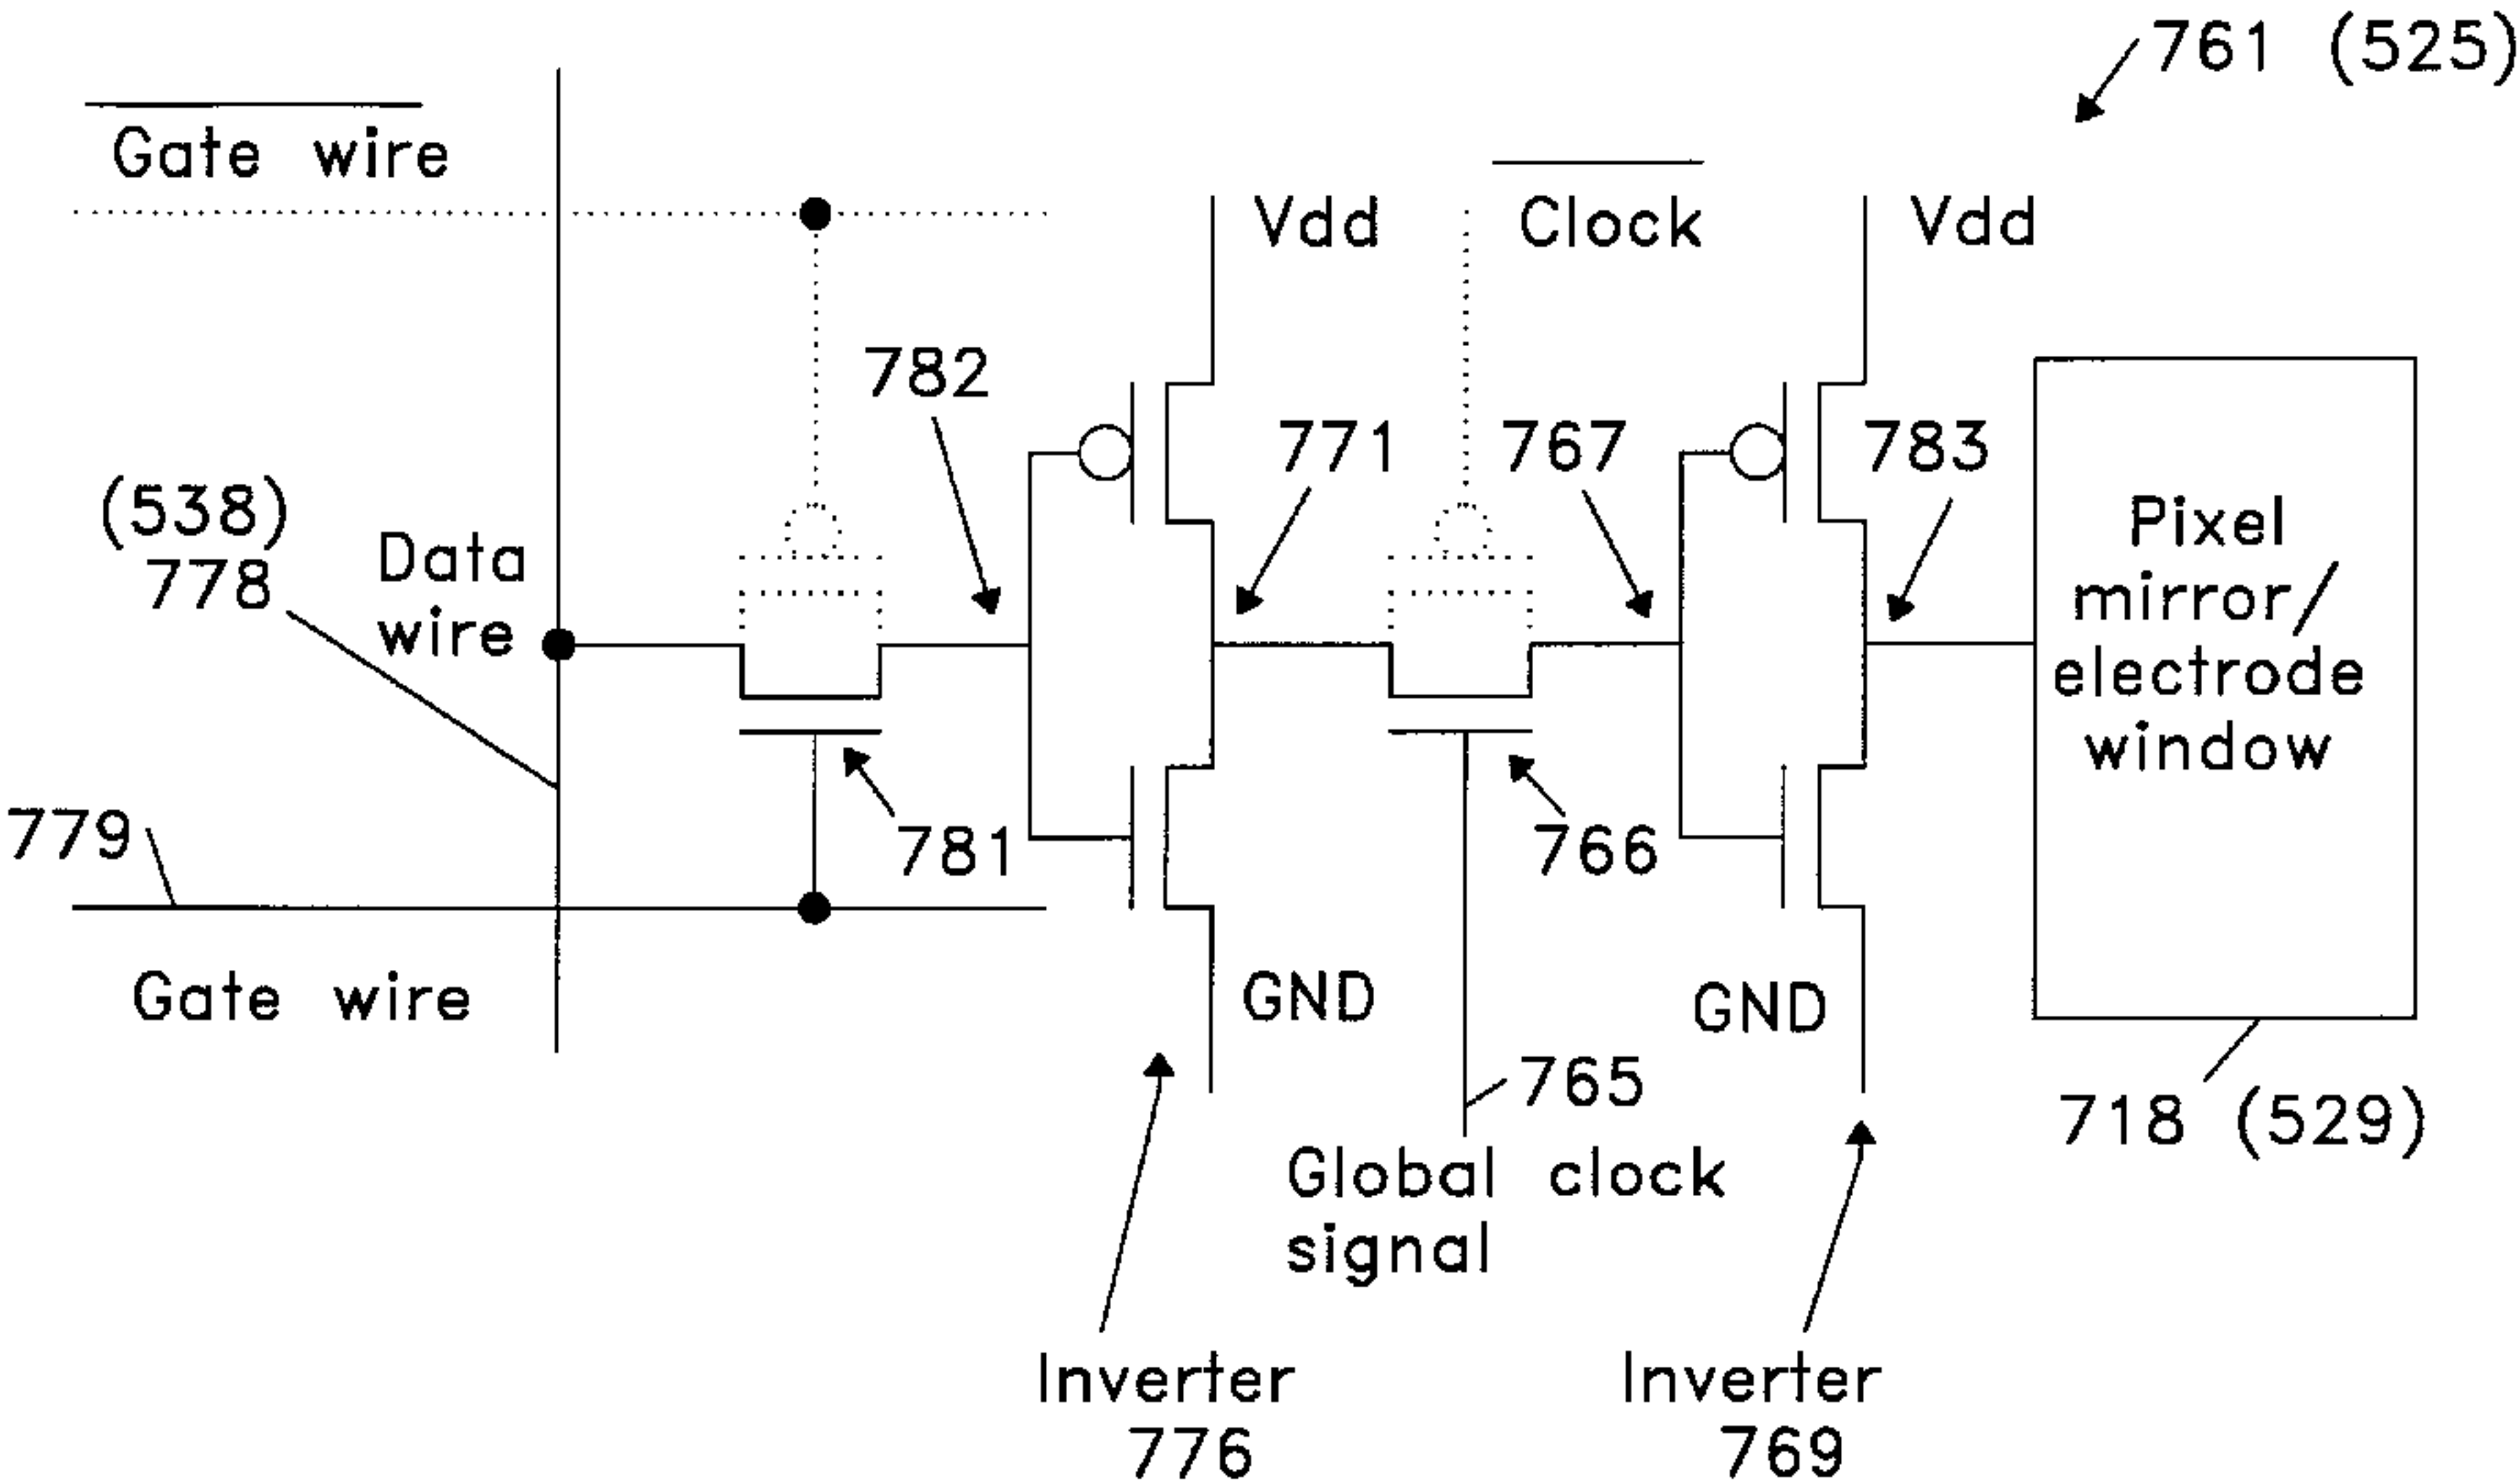 761 (525)
Gate wire
Vdd
Clock
Vdd
782
771
767
783
(538)
778
Data
wire
Pixel
mirror/
electrode
window
779
781
766
Gate wire
GND
GND
765
718 (529)
Global clock
signal
Inverter
776
Inverter
769